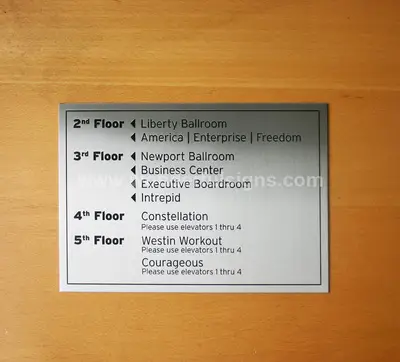 2nd Floor ◀ Liberty Ballroom
◀ America | Enterprise | Freedom
3rd Floor ◀ Newport Ballroom
◀ Business Center
◀ Executive Boardroom
◀ Intrepid
4th Floor Constellation
Please use elevators 1 thru 4
5th Floor Westin Workout
Please use elevators 1 thru 4
Courageous
Please use elevators 1 thru 4